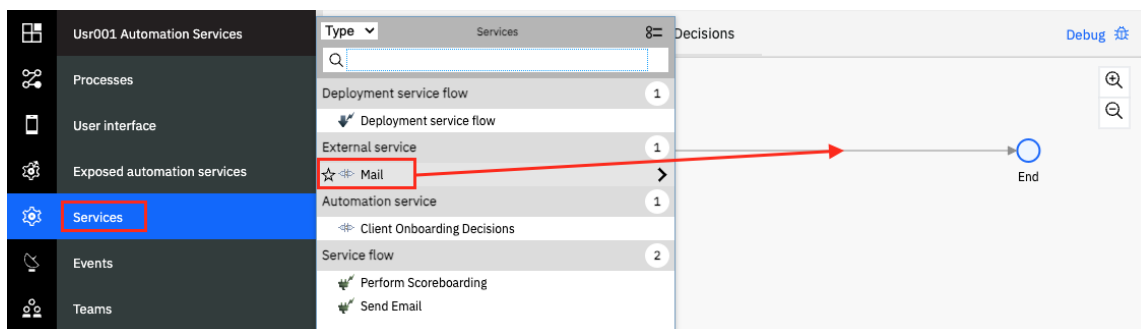 Usr001 Automation Services
Processes
User interface
Exposed automation services
Services
Events
Teams
Type
Services
Deployment service flow 1
Deployment service flow
External service 1
Mail
Automation service 1
Client Onboarding Decisions
Service flow 2
Perform Scoreboarding
Send Email
Decisions
Debug
End